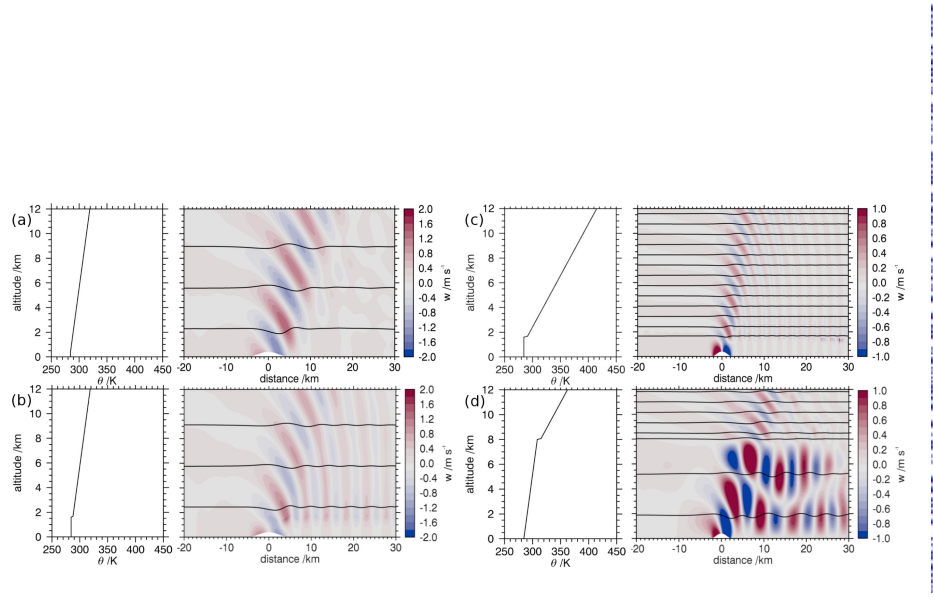 (a)
12
10
8
6
4
2
0
altitude /km
250 300 350 400 450
θ /K
-20 -10 0 10 20 30
distance /km
2.0
1.6
1.2
0.8
0.4
0.0
-0.4
-0.8
-1.2
-1.6
-2.0
w /m s⁻¹
(c)
12
10
8
6
4
2
0
altitude /km
250 300 350 400 450
θ /K
-20 -10 0 10 20 30
distance /km
1.0
0.8
0.6
0.4
0.2
0.0
-0.2
-0.4
-0.6
-0.8
-1.0
w /m s⁻¹
(b)
12
10
8
6
4
2
0
altitude /km
250 300 350 400 450
θ /K
-20 -10 0 10 20 30
distance /km
2.0
1.6
1.2
0.8
0.4
0.0
-0.4
-0.8
-1.2
-1.6
-2.0
w /m s⁻¹
(d)
12
10
8
6
4
2
0
altitude /km
250 300 350 400 450
θ /K
-20 -10 0 10 20 30
distance /km
1.0
0.8
0.6
0.4
0.2
0.0
-0.2
-0.4
-0.6
-0.8
-1.0
w /m s⁻¹